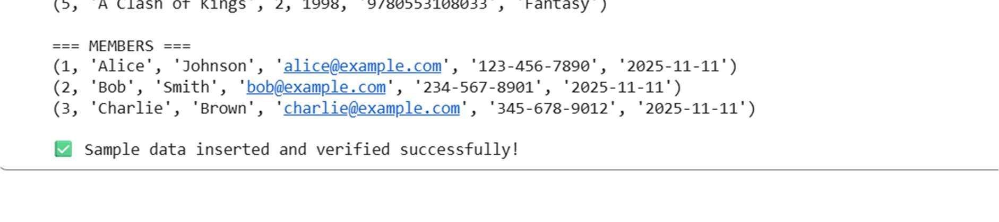 (5, 'A Clash of Kings', 2, 1998, '9780553108033', 'Fantasy')
=== MEMBERS ===
(1, 'Alice', 'Johnson', 'alice@example.com', '123-456-7890', '2025-11-11')
(2, 'Bob', 'Smith', 'bob@example.com', '234-567-8901', '2025-11-11')
(3, 'Charlie', 'Brown', 'charlie@example.com', '345-678-9012', '2025-11-11')
✅ Sample data inserted and verified successfully!